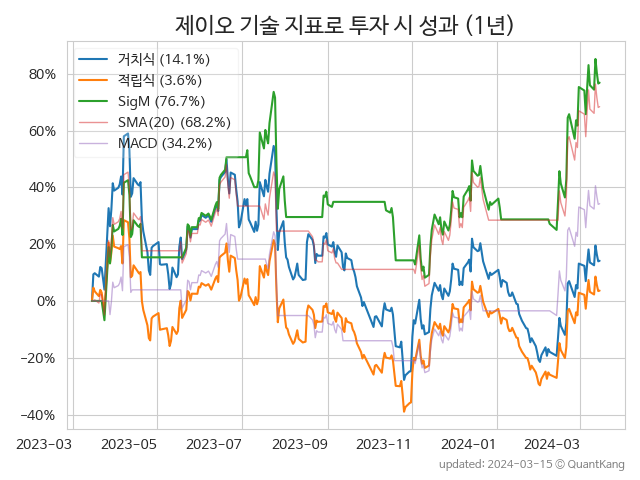 제이오 기술 지표로 투자 시 성과 (1년)
거치식 (14.1%)
적립식 (3.6%)
SigM (76.7%)
SMA(20) (68.2%)
MACD (34.2%)
80%
60%
40%
20%
0%
−20%
−40%
2023-03 2023-05 2023-07 2023-09 2023-11 2024-01 2024-03
updated: 2024-03-15 ⓒ QuantKang